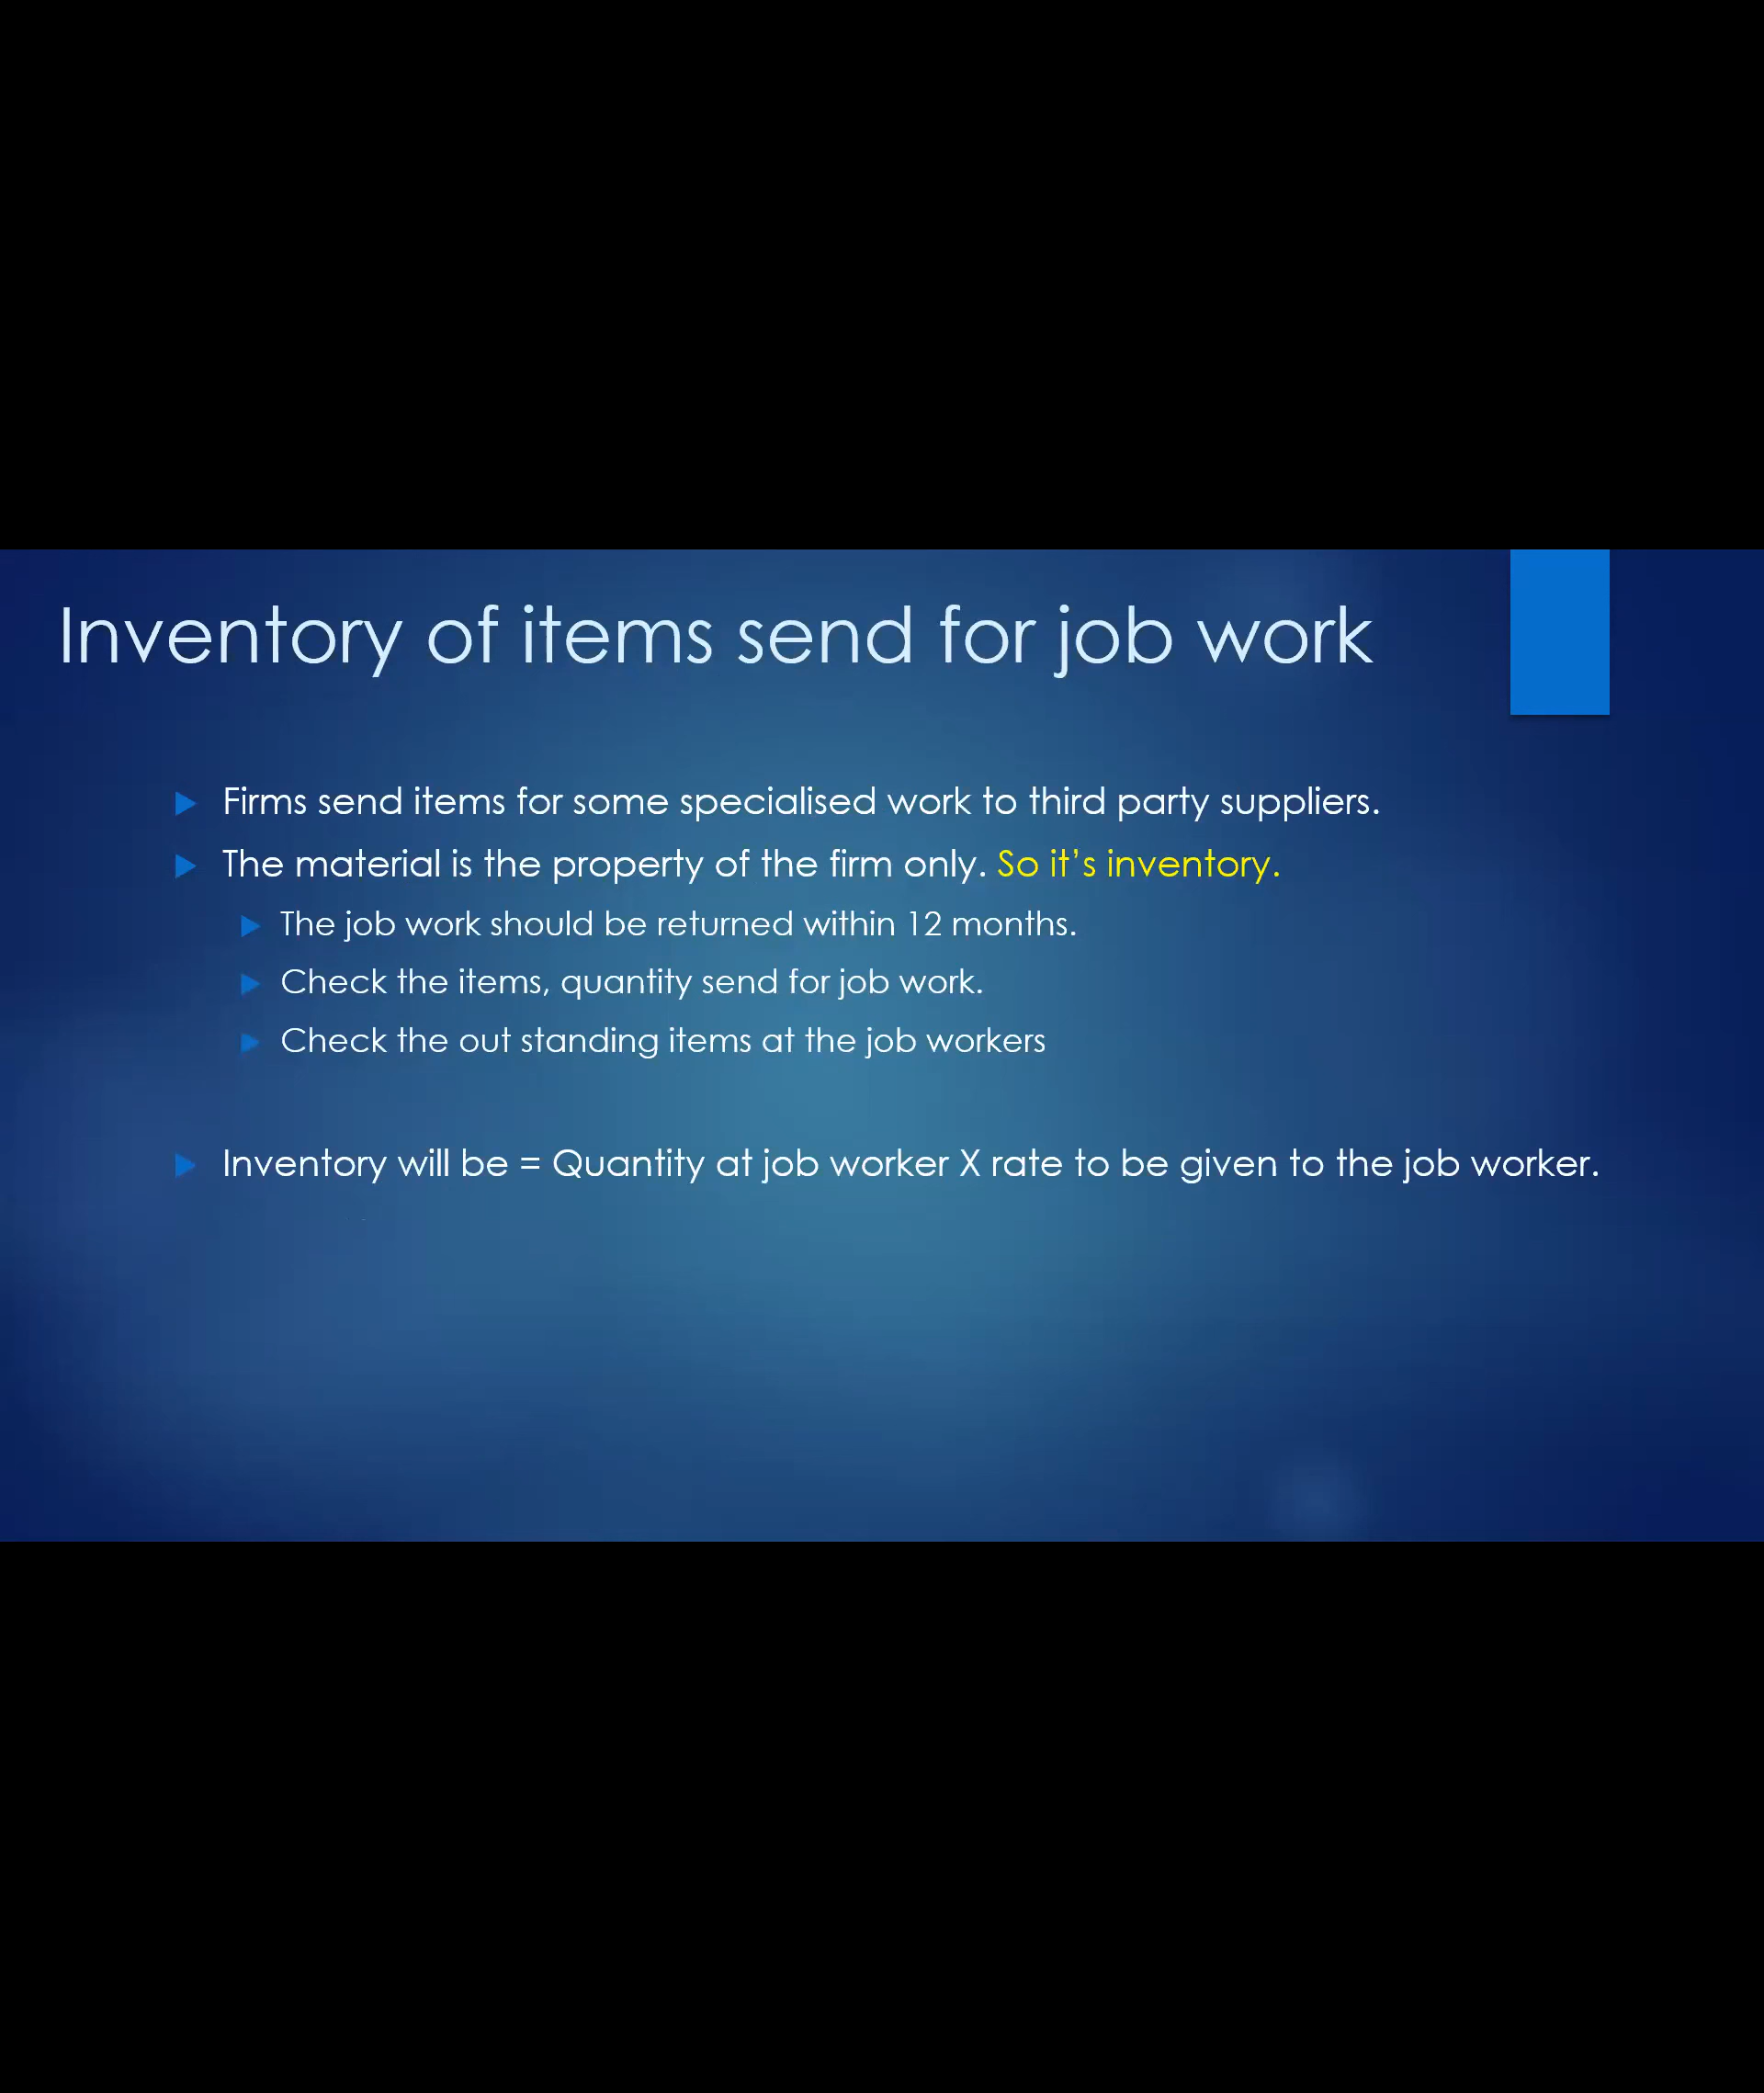 Inventory of items send for job work
Firms send items for some specialised work to third party suppliers.
The material is the property of the firm only. So it’s inventory.
The job work should be returned within 12 months.
Check the items, quantity send for job work.
Check the out standing items at the job workers
Inventory will be = Quantity at job worker X rate to be given to the job worker.